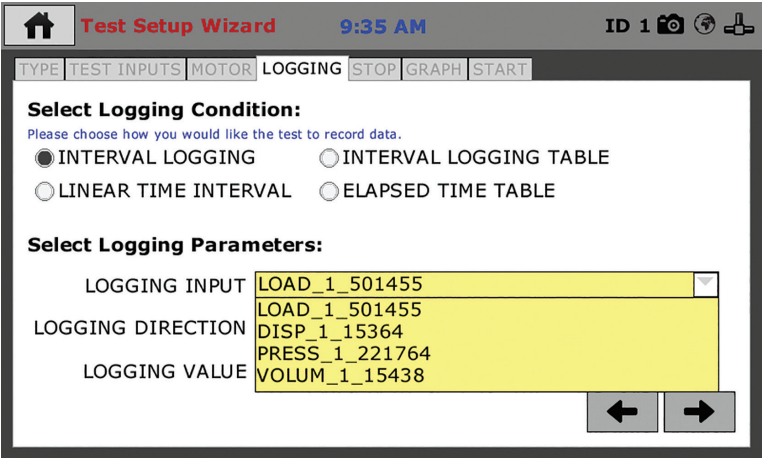 Test Setup Wizard 9:35 AM ID 1
TYPE TEST INPUTS MOTOR LOGGING STOP GRAPH START
Select Logging Condition:
Please choose how you would like the test to record data.
INTERVAL LOGGING INTERVAL LOGGING TABLE
LINEAR TIME INTERVAL ELAPSED TIME TABLE
Select Logging Parameters:
LOGGING INPUT LOAD_1_501455
LOAD_1_501455
LOGGING DIRECTION DISP_1_15364
PRESS_1_221764
LOGGING VALUE VOLUM_1_15438